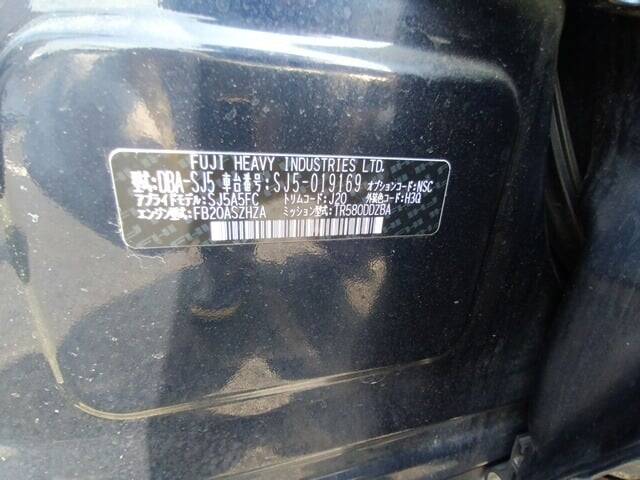 FUJI HEAVY INDUSTRIES LTD.
型式:DBA-SJ5 車台番号:SJ5-019169 オプションコード:NSC
アプライドモデル:SJ5A5FC トリムコード:J20 外装色コード:H3Q
エンジン型式:FB20ASZHZA ミッション型式:TR580DDZBA